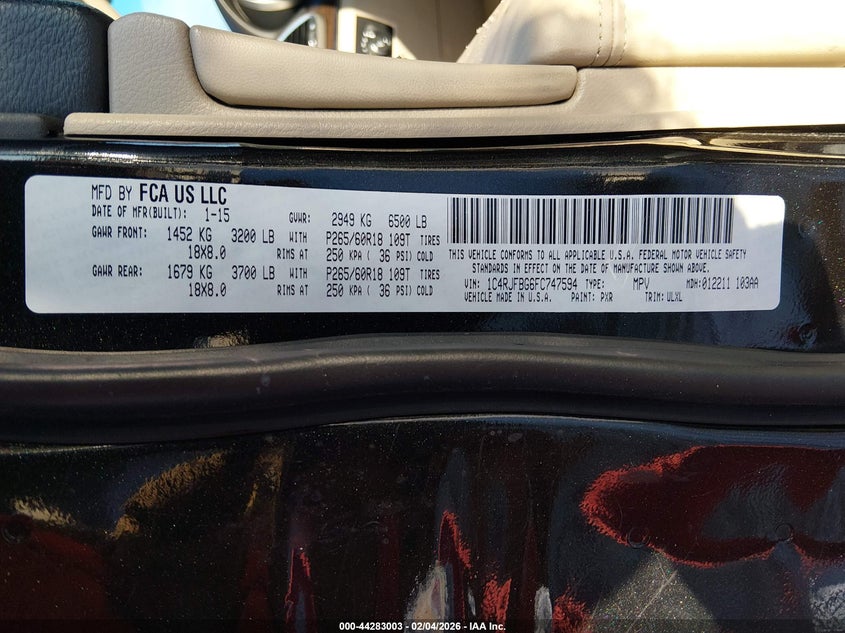 MFD BY FCA US LLC
DATE OF MFR(BUILT): 1-15 GVWR: 2949 KG 6500 LB
GAWR FRONT: 1452 KG 3200 LB WITH P265/60R18 109T TIRES
18X8.0 RIMS AT 250 KPA ( 36 PSI) COLD
GAWR REAR: 1679 KG 3700 LB WITH P265/60R18 109T TIRES
18X8.0 RIMS AT 250 KPA ( 36 PSI) COLD
THIS VEHICLE CONFORMS TO ALL APPLICABLE U.S.A. FEDERAL MOTOR VEHICLE SAFETY
STANDARDS IN EFFECT ON THE DATE OF MANUFACTURE SHOWN ABOVE.
VIN: 1C4RJFBG6FC747594 TYPE: MPV MDH: 012211 103AA
VEHICLE MADE IN U.S.A. PAINT: PXR TRIM: ULXL
000-44283003 - 02/04/2026 - IAA Inc.